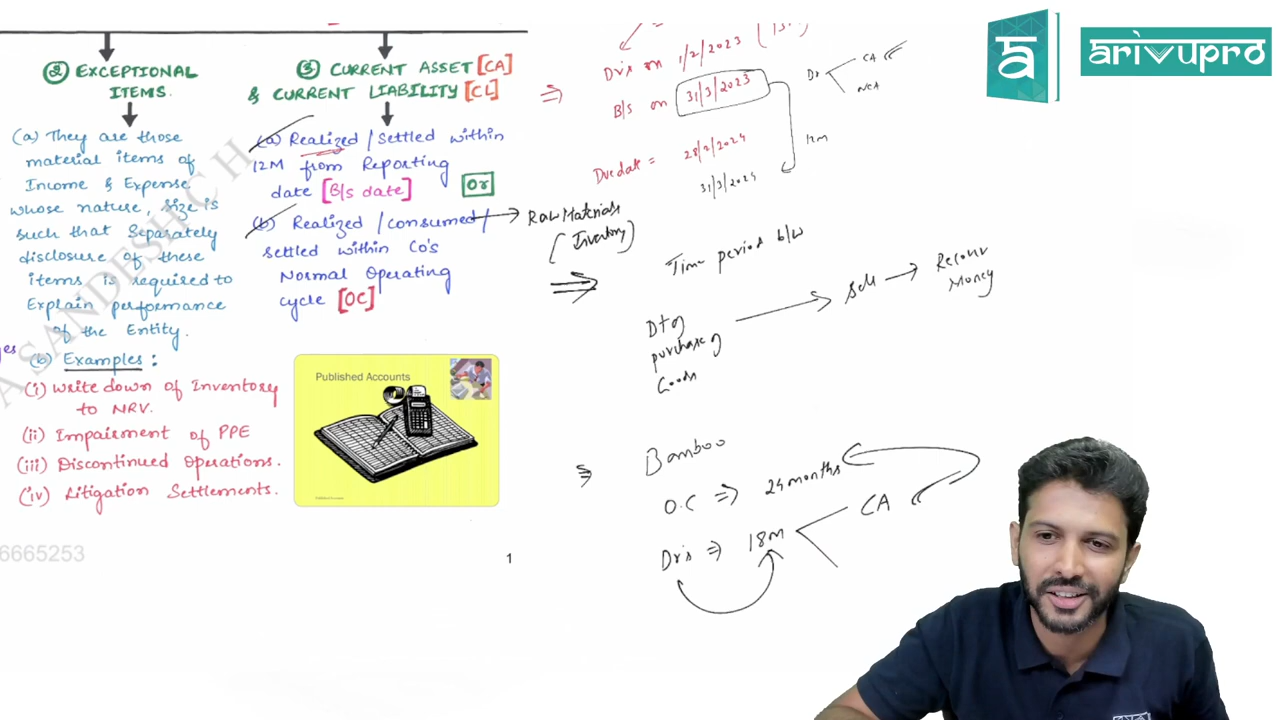 ② EXCEPTIONAL
ITEMS.
(a) They are those
material items of
Income & Expense
whose nature, size is
such that Separately
disclosure of these
items is required to
Explain performance
of the Entity.
(b) Examples :
(i) Write down of Inventory
to NRV.
(ii) Impairment of PPE
(iii) Discontinued Operations.
(iv) Litigation Settlements.
③ CURRENT ASSET [CA]
& CURRENT LIABILITY [CL]
(a) Realized / Settled within
12M from Reporting
date [B/s date] Or
(b) Realized / consumed /
settled within Co's
Normal Operating
cycle [OC]
Published Accounts
⇒ Dr's on 1/2/2023
B/s on 31/3/2023
Due date = 28/2/2024
31/3/2024
12M
Dr
CA
NCA
→ Raw Materials
(Inventory)
⇒ Time period b/w
Dt of
purchase of
Goods
→ Sell → Recover
Money
⇒ Bamboo
O.C ⇒ 24 months
Dr's ⇒ 18M
CA
SANDESH C H
6665253
1
arivupro